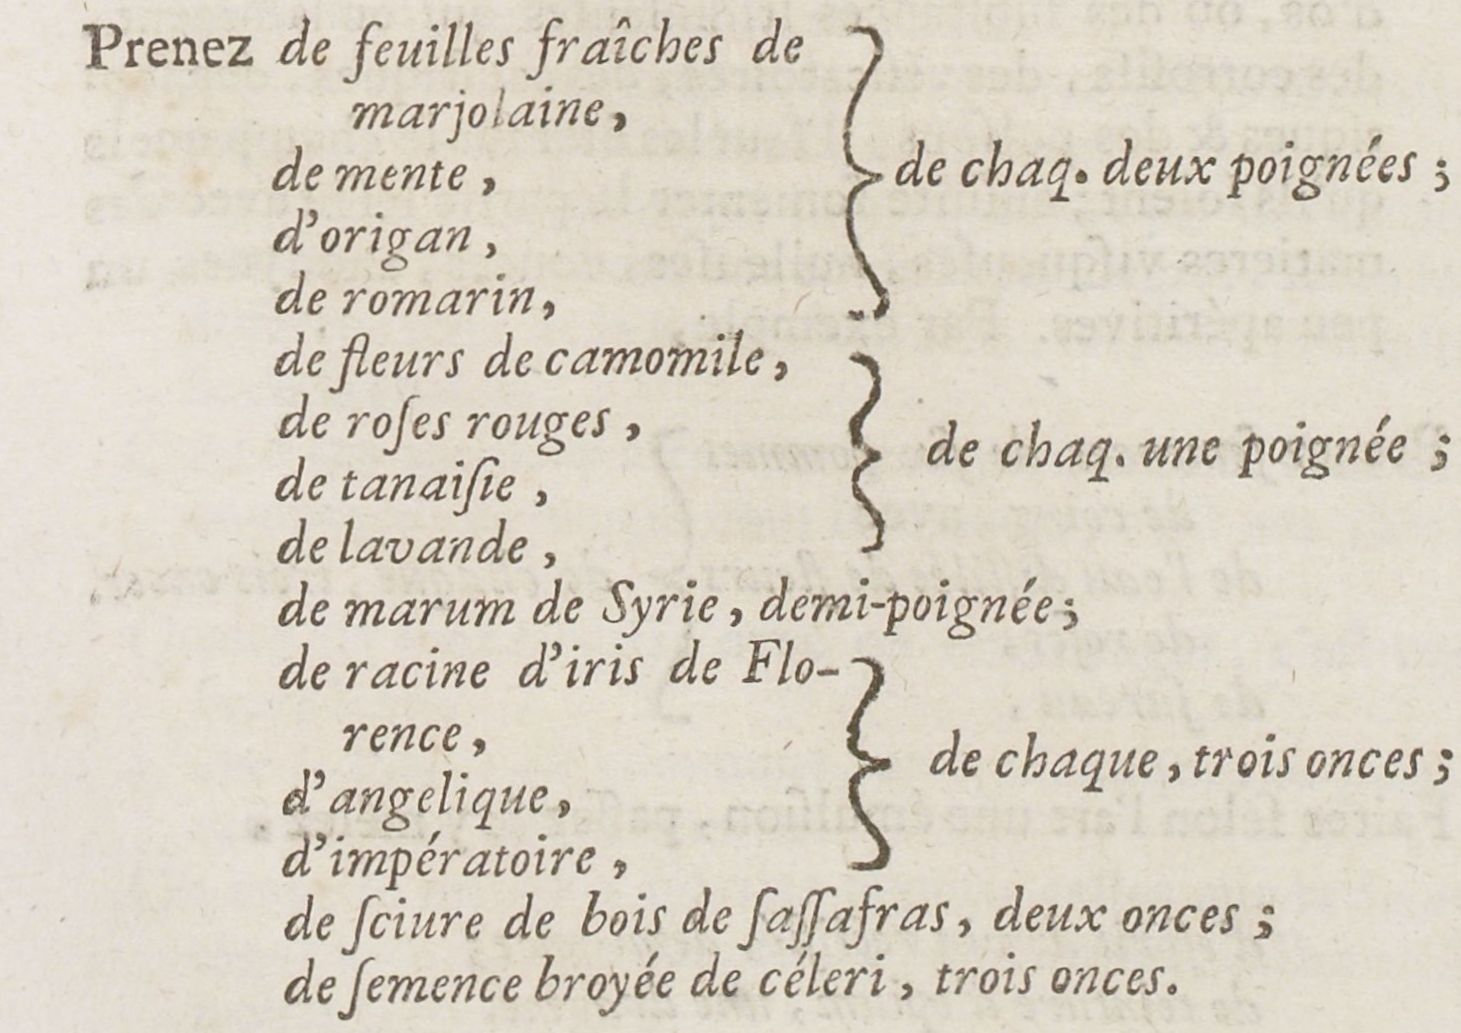 Prenez de feuilles fraîches de
marjolaine,
de mente,
d'origan,
de romarin,
de chaq. deux poignées;
de fleurs de camomile,
de roſes rouges,
de tanaiſie,
de lavande,
de chaq. une poignée;
de marum de Syrie, demi-poignée;
de racine d'iris de Flo-
rence,
d'angelique,
d'impératoire,
de chaque, trois onces;
de ſciure de bois de ſaſſafras, deux onces;
de ſemence broyée de céleri, trois onces.